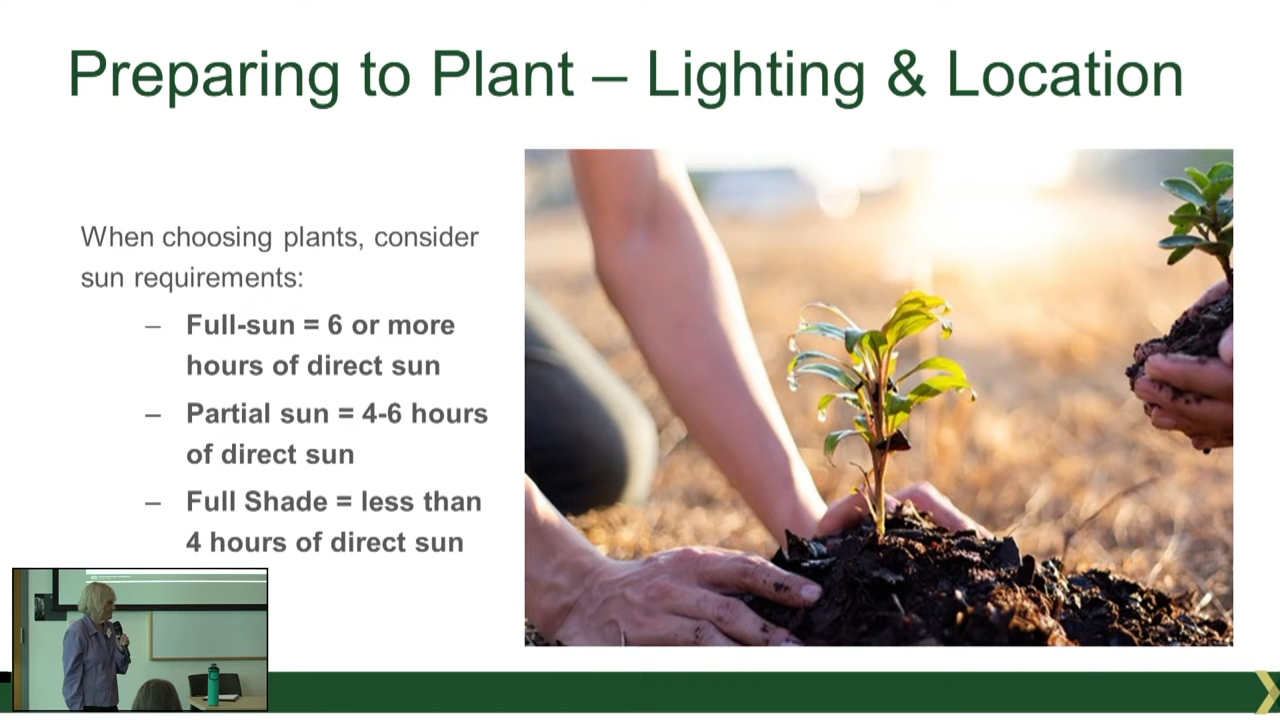 Preparing to Plant – Lighting & Location
When choosing plants, consider
sun requirements:
– Full-sun = 6 or more
hours of direct sun
– Partial sun = 4-6 hours
of direct sun
– Full Shade = less than
4 hours of direct sun